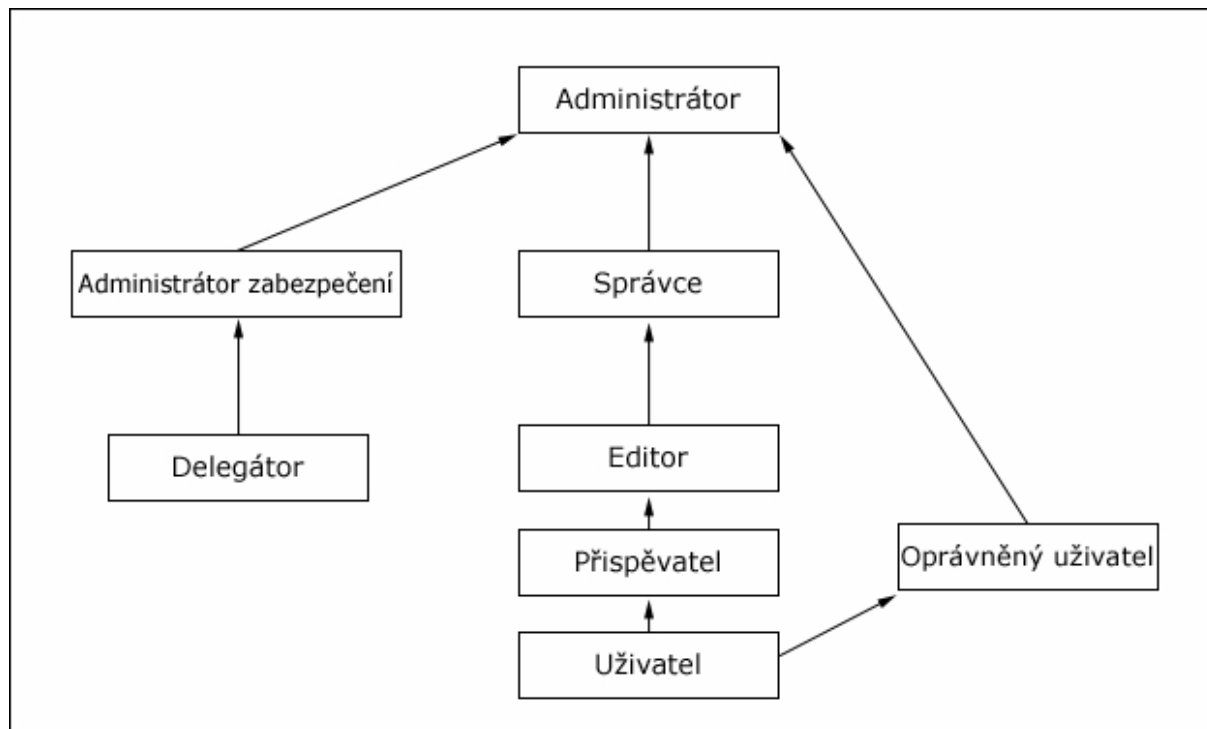 Administrátor
Administrátor zabezpečení
Správce
Delegátor
Editor
Přispěvatel
Oprávněný uživatel
Uživatel